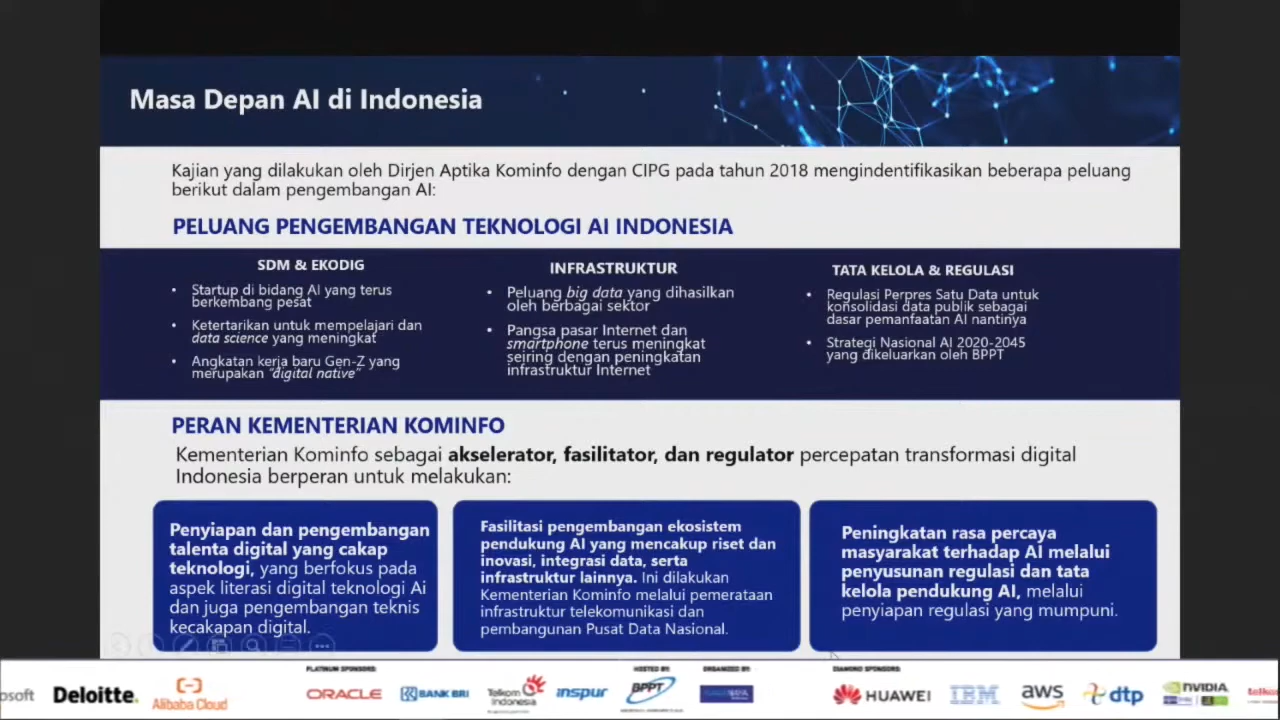 Masa Depan AI di Indonesia
Kajian yang dilakukan oleh Dirjen Aptika Kominfo dengan CIPG pada tahun 2018 mengindentifikasikan beberapa peluang
berikut dalam pengembangan AI:
PELUANG PENGEMBANGAN TEKNOLOGI AI INDONESIA
SDM & EKODIG
• Startup di bidang AI yang terus
berkembang pesat
• Ketertarikan untuk mempelajari dan
data science yang meningkat
• Angkatan kerja baru Gen-Z yang
merupakan "digital native"
INFRASTRUKTUR
• Peluang big data yang dihasilkan
oleh berbagai sektor
• Pangsa pasar Internet dan
smartphone terus meningkat
seiring dengan peningkatan
infrastruktur Internet
TATA KELOLA & REGULASI
• Regulasi Perpres Satu Data untuk
konsolidasi data publik sebagai
dasar pemanfaatan AI nantinya
• Strategi Nasional AI 2020-2045
yang dikeluarkan oleh BPPT
PERAN KEMENTERIAN KOMINFO
Kementerian Kominfo sebagai akselerator, fasilitator, dan regulator percepatan transformasi digital
Indonesia berperan untuk melakukan:
Penyiapan dan pengembangan
talenta digital yang cakap
teknologi, yang berfokus pada
aspek literasi digital teknologi Ai
dan juga pengembangan teknis
kecakapan digital.
Fasilitasi pengembangan ekosistem
pendukung AI yang mencakup riset dan
inovasi, integrasi data, serta
infrastruktur lainnya. Ini dilakukan
Kementerian Kominfo melalui pemerataan
infrastruktur telekomunikasi dan
pembangunan Pusat Data Nasional.
Peningkatan rasa percaya
masyarakat terhadap AI melalui
penyusunan regulasi dan tata
kelola pendukung AI, melalui
penyiapan regulasi yang mumpuni.
osoft
Deloitte.
Alibaba Cloud
PLATINUM SPONSORS:
ORACLE
BANK BRI
Telkom
Indonesia
inspur
HOSTED BY:
BPPT
ORGANIZED BY:
DIAMOND SPONSORS:
HUAWEI
IBM
aws
dtp
NVIDIA.
telko